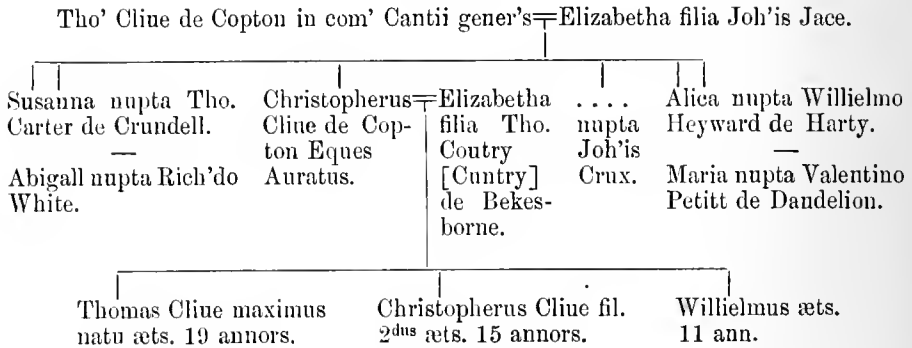 Tho' Cliue de Copton in com' Cantii gener's=Elizabetha filia Joh'is Jace.
Susanna nupta Tho.
Carter de Crundell.
—
Abigall nupta Rich'do
White.
Christopherus=
Cliue de Cop-
ton Eques
Auratus.
Elizabetha
filia Tho.
Coutry
[Cuntry]
de Bekes-
borne.
. . . .
nupta
Joh'is
Crux.
Alica nupta Willielmo
Heyward de Harty.
—
Maria nupta Valentino
Petitt de Dandelion.
Thomas Cliue maximus
natu æts. 19 annors.
Christopherus Cliue fil.
2dus æts. 15 annors.
Willielmus æts.
11 ann.